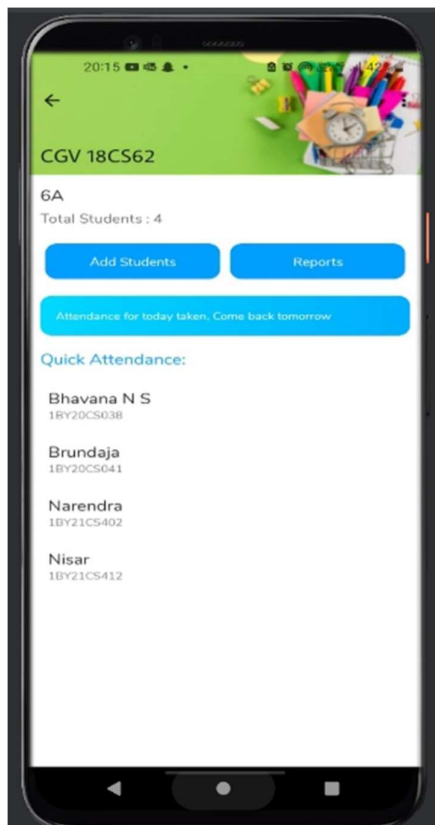 20:15
42
CGV 18CS62
6A
Total Students : 4
Add Students
Reports
Attendance for today taken, Come back tomorrow
Quick Attendance:
Bhavana N S
1BY20CS038
Brundaja
1BY20CS041
Narendra
1BY21CS402
Nisar
1BY21CS412